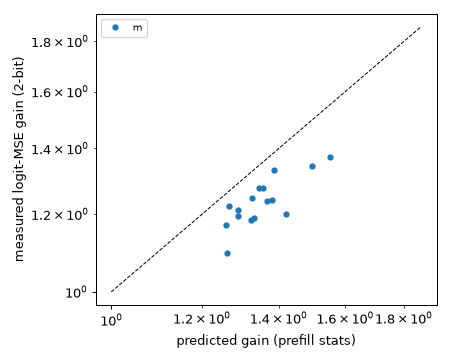 m
measured logit-MSE gain (2-bit)
1.8 × 10⁰
1.6 × 10⁰
1.4 × 10⁰
1.2 × 10⁰
10⁰
10⁰ 1.2 × 10⁰ 1.4 × 10⁰ 1.6 × 10⁰ 1.8 × 10⁰
predicted gain (prefill stats)